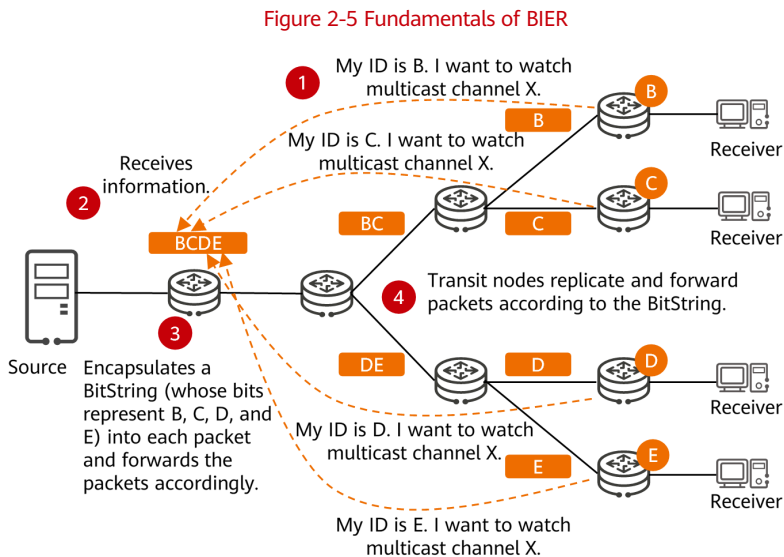 Figure 2-5 Fundamentals of BIER
1
My ID is B. I want to watch
multicast channel X.
B
B
Receiver
My ID is C. I want to watch
multicast channel X.
Receives
information.
2
C
BC
C
Receiver
BCDE
4
Transit nodes replicate and forward
packets according to the BitString.
3
Source
Encapsulates a
BitString (whose bits
represent B, C, D, and
E) into each packet
and forwards the
packets accordingly.
DE
D
D
Receiver
My ID is D. I want to watch
multicast channel X.
E
E
Receiver
My ID is E. I want to watch
multicast channel X.